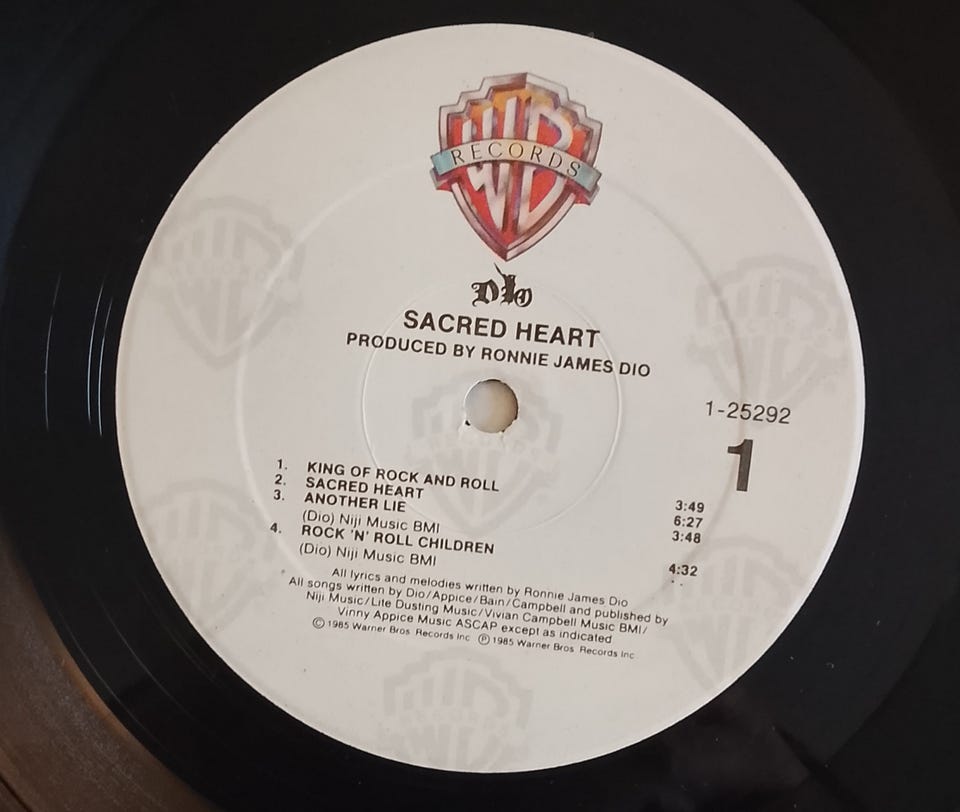 WB
RECORDS
DIO
SACRED HEART
PRODUCED BY RONNIE JAMES DIO
1-25292
1
1. KING OF ROCK AND ROLL 3:49
2. SACRED HEART 6:27
3. ANOTHER LIE 3:48
(Dio) Niji Music BMI
4. ROCK 'N' ROLL CHILDREN 4:32
(Dio) Niji Music BMI
All lyrics and melodies written by Ronnie James Dio
All songs written by Dio/Appice/Bain/Campbell and published by
Niji Music/Lite Dusting Music/Vivian Campbell Music BMI/
Vinny Appice Music ASCAP except as indicated
© 1985 Warner Bros. Records Inc. ℗ 1985 Warner Bros. Records Inc.